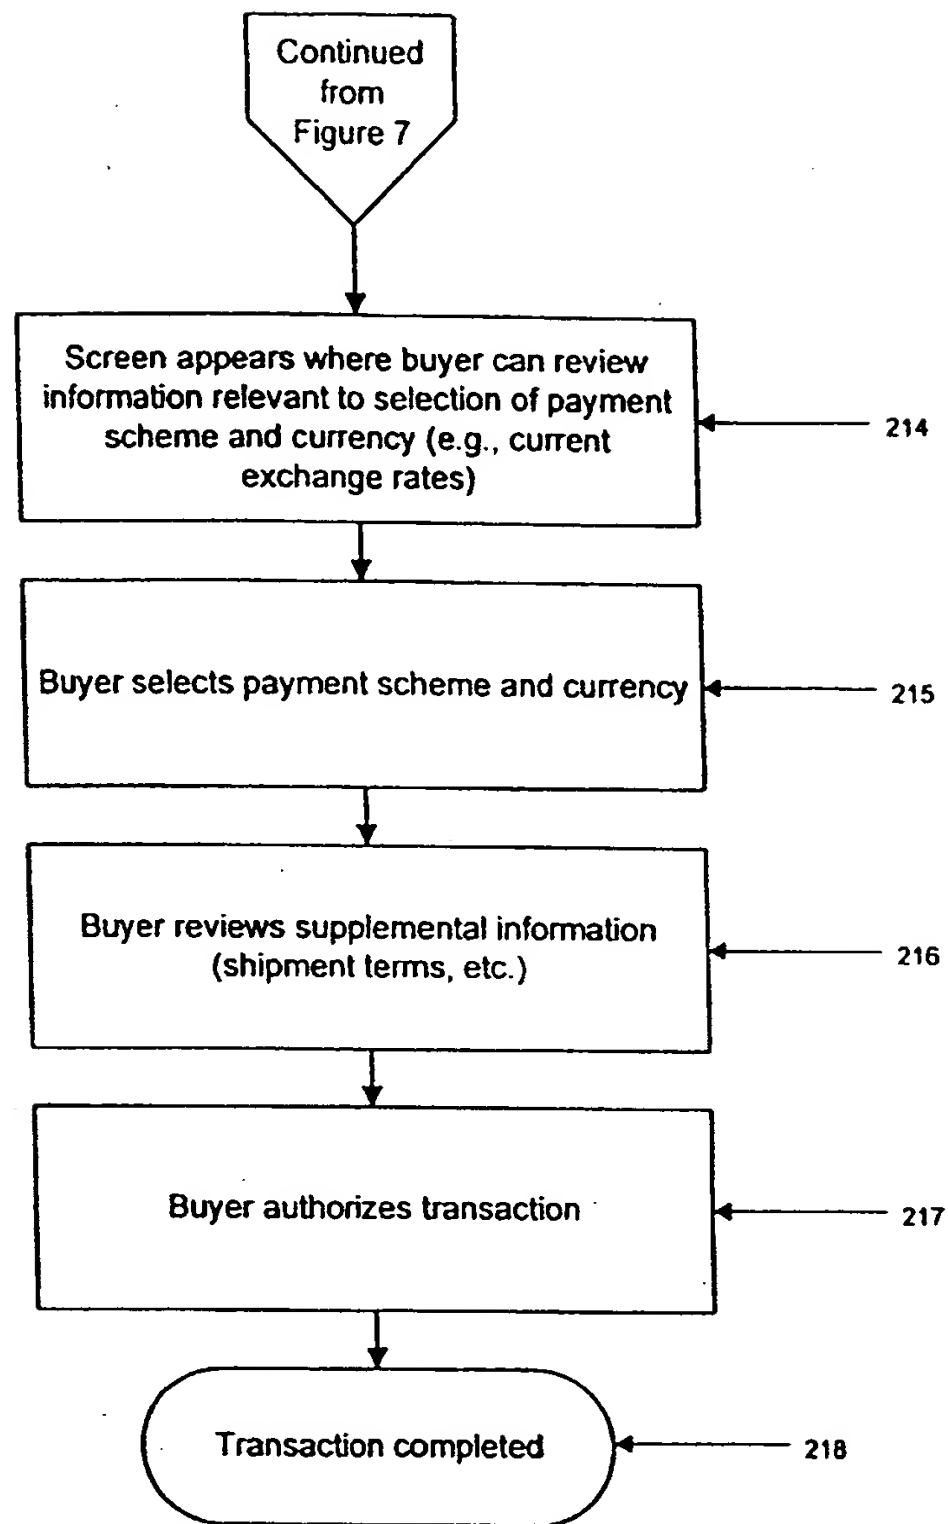 Continued
from
Figure 7
Screen appears where buyer can review
information relevant to selection of payment
scheme and currency (e.g., current
exchange rates)
214
Buyer selects payment scheme and currency
215
Buyer reviews supplemental information
(shipment terms, etc.)
216
Buyer authorizes transaction
217
Transaction completed
218